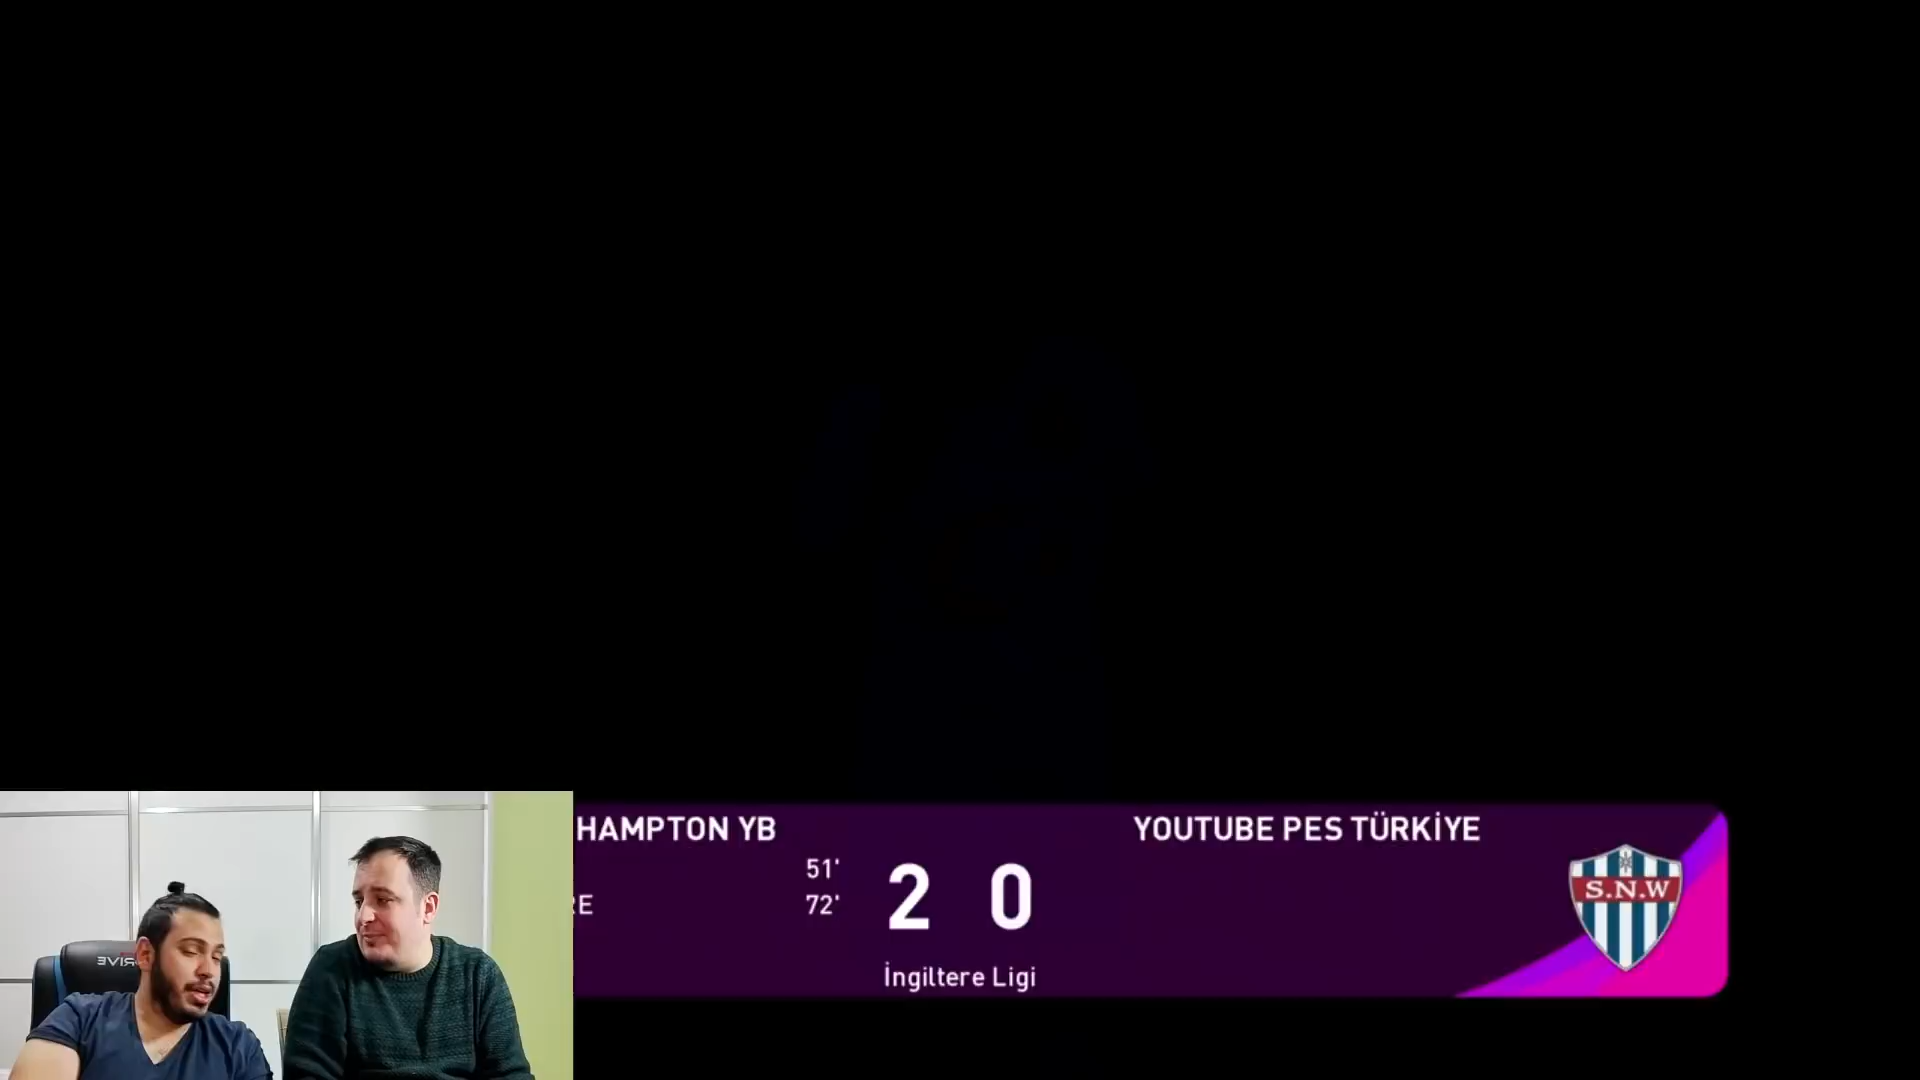 HAMPTON YB
YOUTUBE PES TÜRKİYE
51'
RE
72'
2 0
S.N.W
İngiltere Ligi